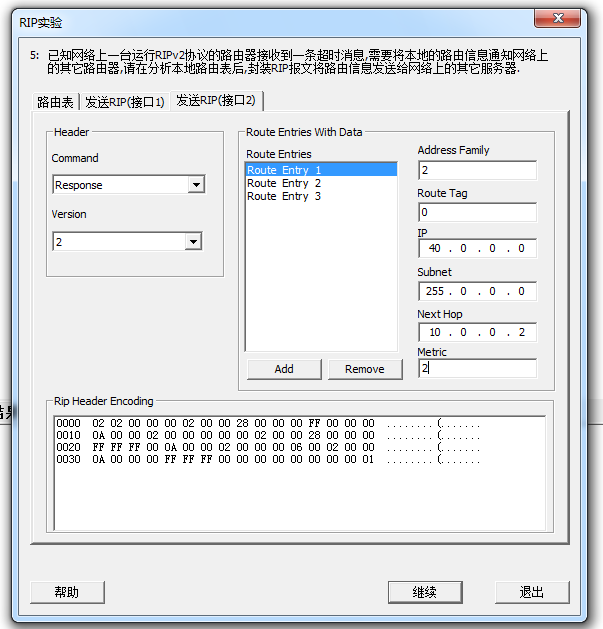 RIP实验
5: 已知网络上一台运行RIPv2协议的路由器接收到一条超时消息,需要将本地的路由信息通知网络上
的其它路由器,请在分析本地路由表后,封装RIP报文将路由信息发送给网络上的其它服务器.
路由表 发送RIP(接口1) 发送RIP(接口2)
Header
Command
Response
Version
2
Route Entries With Data
Route Entries
Route Entry 1
Route Entry 2
Route Entry 3
Add Remove
Address Family
2
Route Tag
0
IP
40 . 0 . 0 . 0
Subnet
255 . 0 . 0 . 0
Next Hop
10 . 0 . 0 . 2
Metric
2
Rip Header Encoding
0000 02 02 00 00 00 02 00 00 28 00 00 00 FF 00 00 00 ........(.......
0010 0A 00 00 02 00 00 00 00 00 02 00 00 28 00 00 00 ........(.......
0020 FF FF FF 00 0A 00 00 02 00 00 00 06 00 02 00 00 ........(.......
0030 0A 00 00 00 FF FF FF 00 00 00 00 00 00 00 00 01 ........(.......
帮助 继续 退出